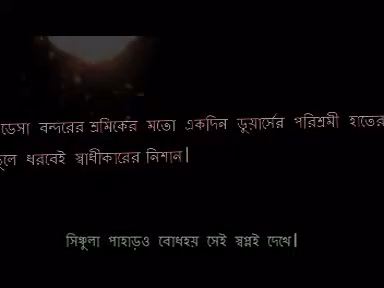 ডেসা বন্দরের শ্রমিকের মতো একদিন ডুয়ার্সের পরিশ্রমী হাতের
ধরবেই স্বাধীকারের নিশান|
সিঞ্চুলা পাহাড়ও বোধহয় সেই স্বপ্নই দেখে|